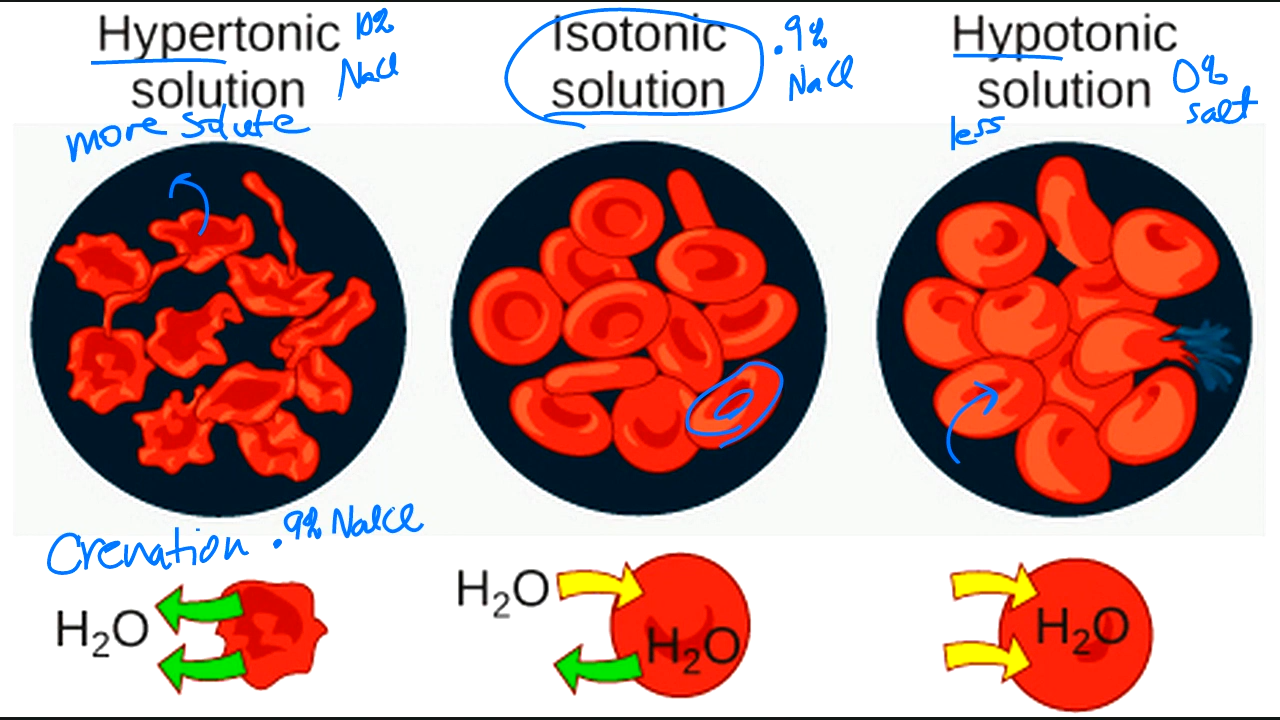 Hypertonic
solution
10%
NaCl
more solute
Isotonic
solution
.9%
NaCl
Hypotonic
solution
0%
salt
less
Crenation
.9% NaCl
H₂O
H₂O
H₂O
H₂O